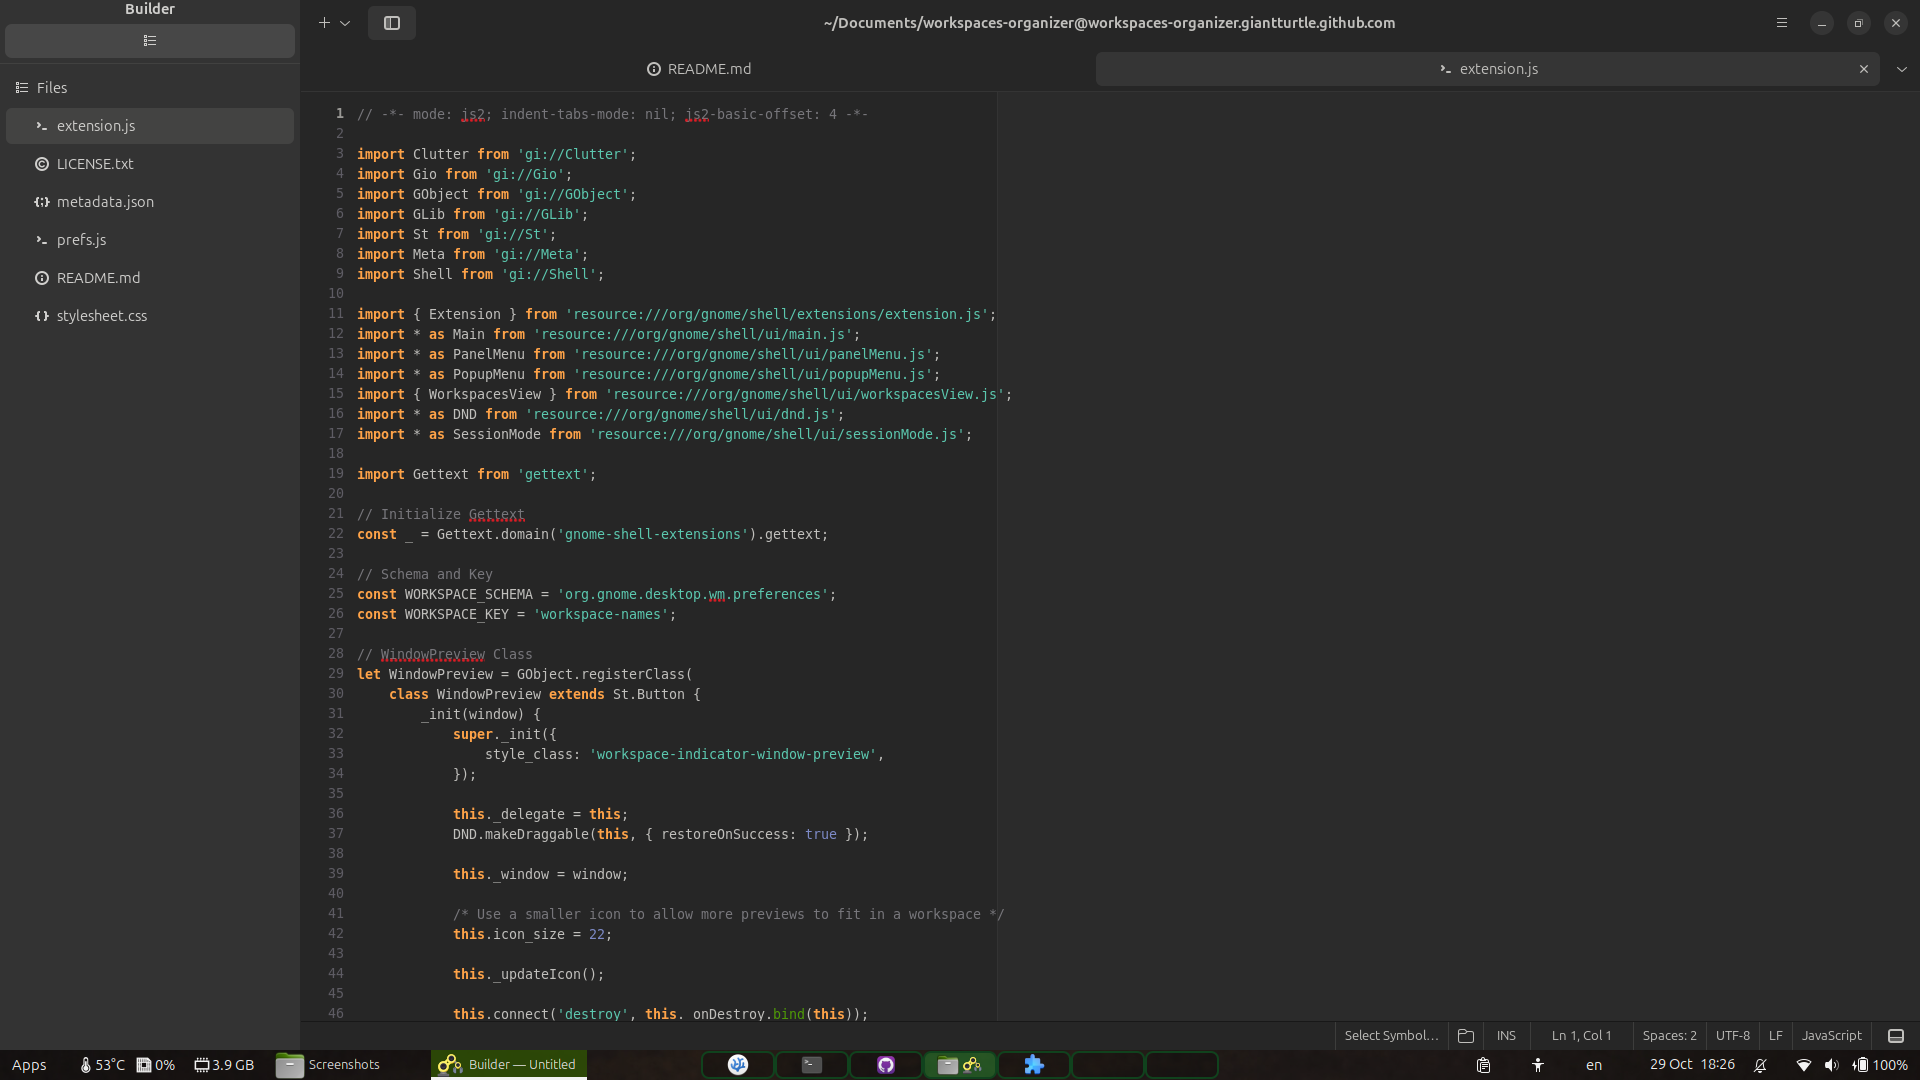 Builder
~/Documents/workspaces-organizer@workspaces-organizer.giantturtle.github.com
README.md
extension.js
Files
extension.js
LICENSE.txt
metadata.json
prefs.js
README.md
stylesheet.css
1 // -*- mode: js2; indent-tabs-mode: nil; js2-basic-offset: 4 -*-
2
3 import Clutter from 'gi://Clutter';
4 import Gio from 'gi://Gio';
5 import GObject from 'gi://GObject';
6 import GLib from 'gi://GLib';
7 import St from 'gi://St';
8 import Meta from 'gi://Meta';
9 import Shell from 'gi://Shell';
10
11 import { Extension } from 'resource:///org/gnome/shell/extensions/extension.js';
12 import * as Main from 'resource:///org/gnome/shell/ui/main.js';
13 import * as PanelMenu from 'resource:///org/gnome/shell/ui/panelMenu.js';
14 import * as PopupMenu from 'resource:///org/gnome/shell/ui/popupMenu.js';
15 import { WorkspacesView } from 'resource:///org/gnome/shell/ui/workspacesView.js';
16 import * as DND from 'resource:///org/gnome/shell/ui/dnd.js';
17 import * as SessionMode from 'resource:///org/gnome/shell/ui/sessionMode.js';
18
19 import Gettext from 'gettext';
20
21 // Initialize Gettext
22 const _ = Gettext.domain('gnome-shell-extensions').gettext;
23
24 // Schema and Key
25 const WORKSPACE_SCHEMA = 'org.gnome.desktop.wm.preferences';
26 const WORKSPACE_KEY = 'workspace-names';
27
28 // WindowPreview Class
29 let WindowPreview = GObject.registerClass(
30     class WindowPreview extends St.Button {
31         _init(window) {
32             super._init({
33                 style_class: 'workspace-indicator-window-preview',
34             });
35
36             this._delegate = this;
37             DND.makeDraggable(this, { restoreOnSuccess: true });
38
39             this._window = window;
40
41             /* Use a smaller icon to allow more previews to fit in a workspace */
42             this.icon_size = 22;
43
44             this._updateIcon();
45
46             this.connect('destroy', this._onDestroy.bind(this));
Select Symbol… INS Ln 1, Col 1 Spaces: 2 UTF-8 LF JavaScript
Apps 53°C 0% 3.9 GB Screenshots Builder — Untitled en 29 Oct 18:26 100%